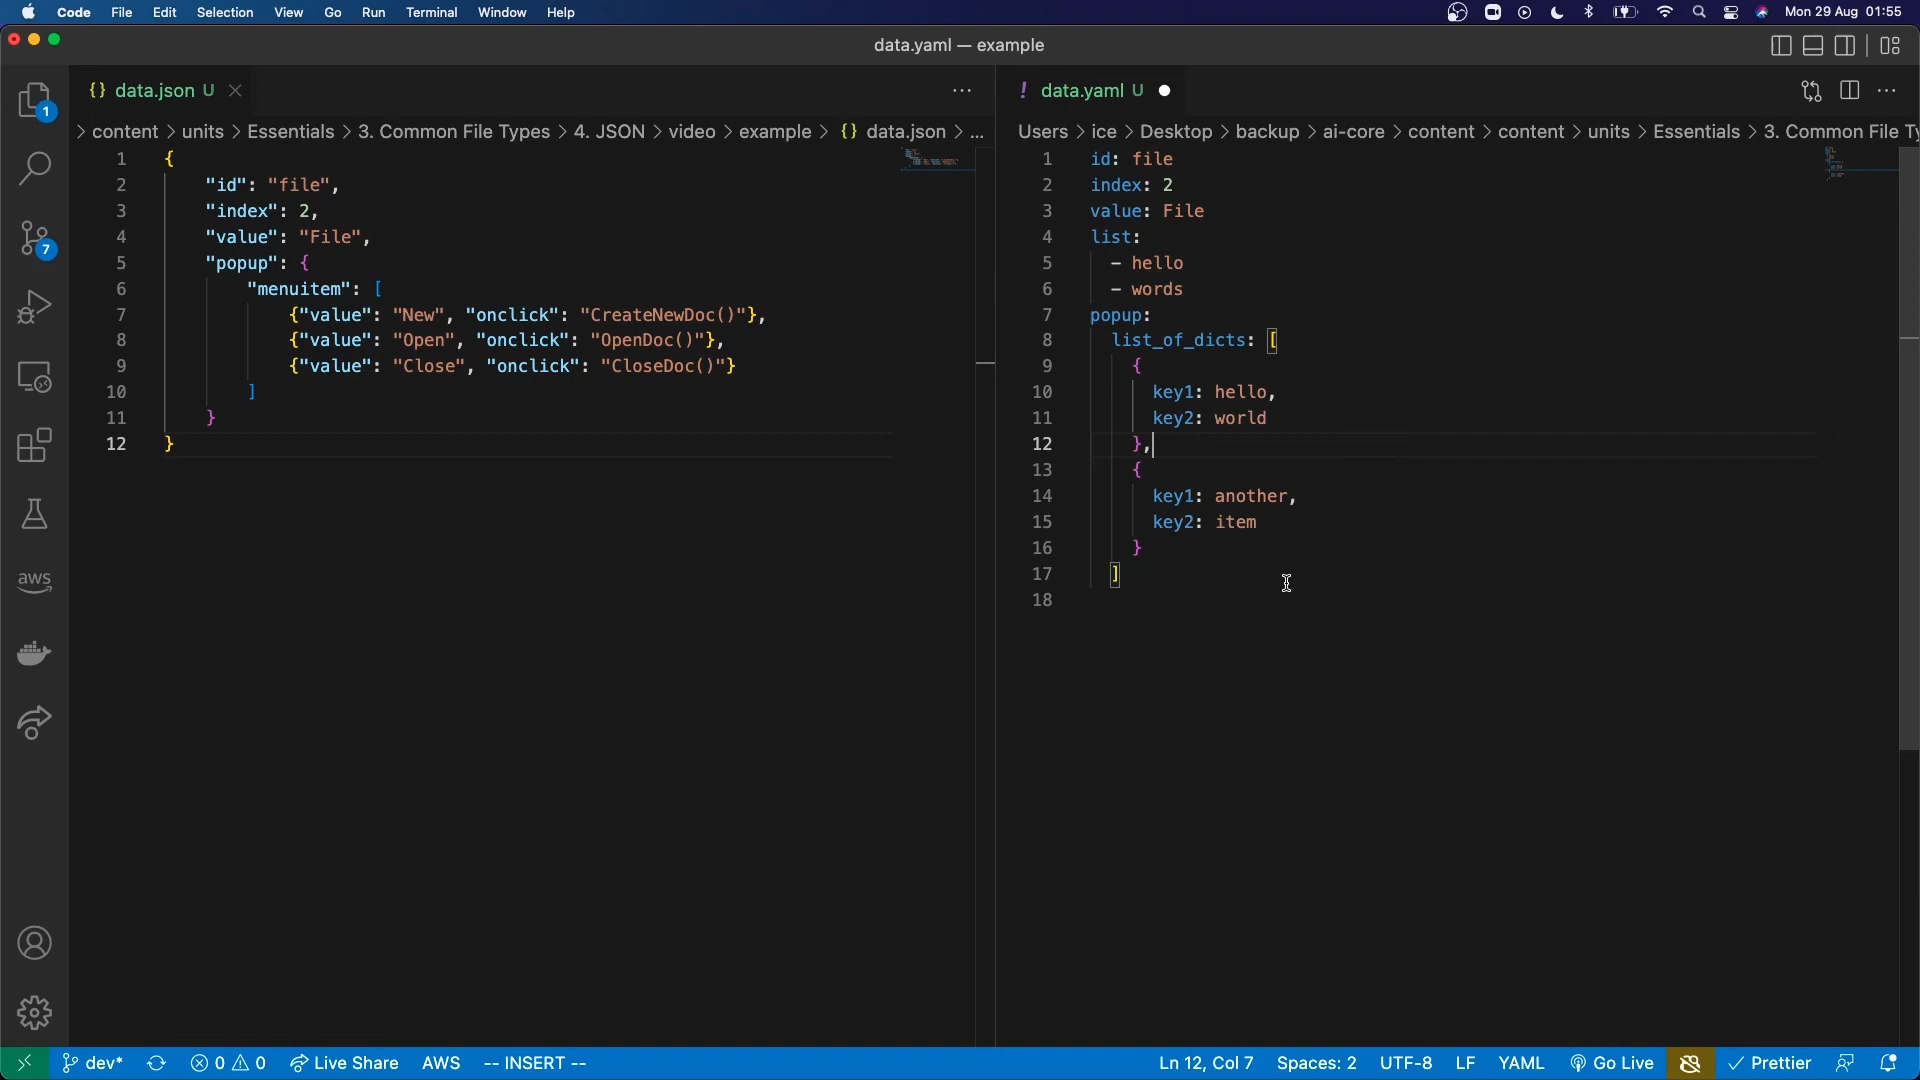 Code File Edit Selection View Go Run Terminal Window Help Mon 29 Aug 01:55
data.yaml — example
{} data.json U
! data.yaml U
> content > units > Essentials > 3. Common File Types > 4. JSON > video > example > {} data.json > ...
Users > ice > Desktop > backup > ai-core > content > content > units > Essentials > 3. Common File Ty
1 {
2 "id": "file",
3 "index": 2,
4 "value": "File",
5 "popup": {
6 "menuitem": [
7 {"value": "New", "onclick": "CreateNewDoc()"},
8 {"value": "Open", "onclick": "OpenDoc()"},
9 {"value": "Close", "onclick": "CloseDoc()"}
10 ]
11 }
12 }
1 id: file
2 index: 2
3 value: File
4 list:
5 - hello
6 - words
7 popup:
8 list_of_dicts: [
9 {
10 key1: hello,
11 key2: world
12 },
13 {
14 key1: another,
15 key2: item
16 }
17 ]
18
1
7
aws
dev* 0 0 Live Share AWS -- INSERT -- Ln 12, Col 7 Spaces: 2 UTF-8 LF YAML Go Live Prettier